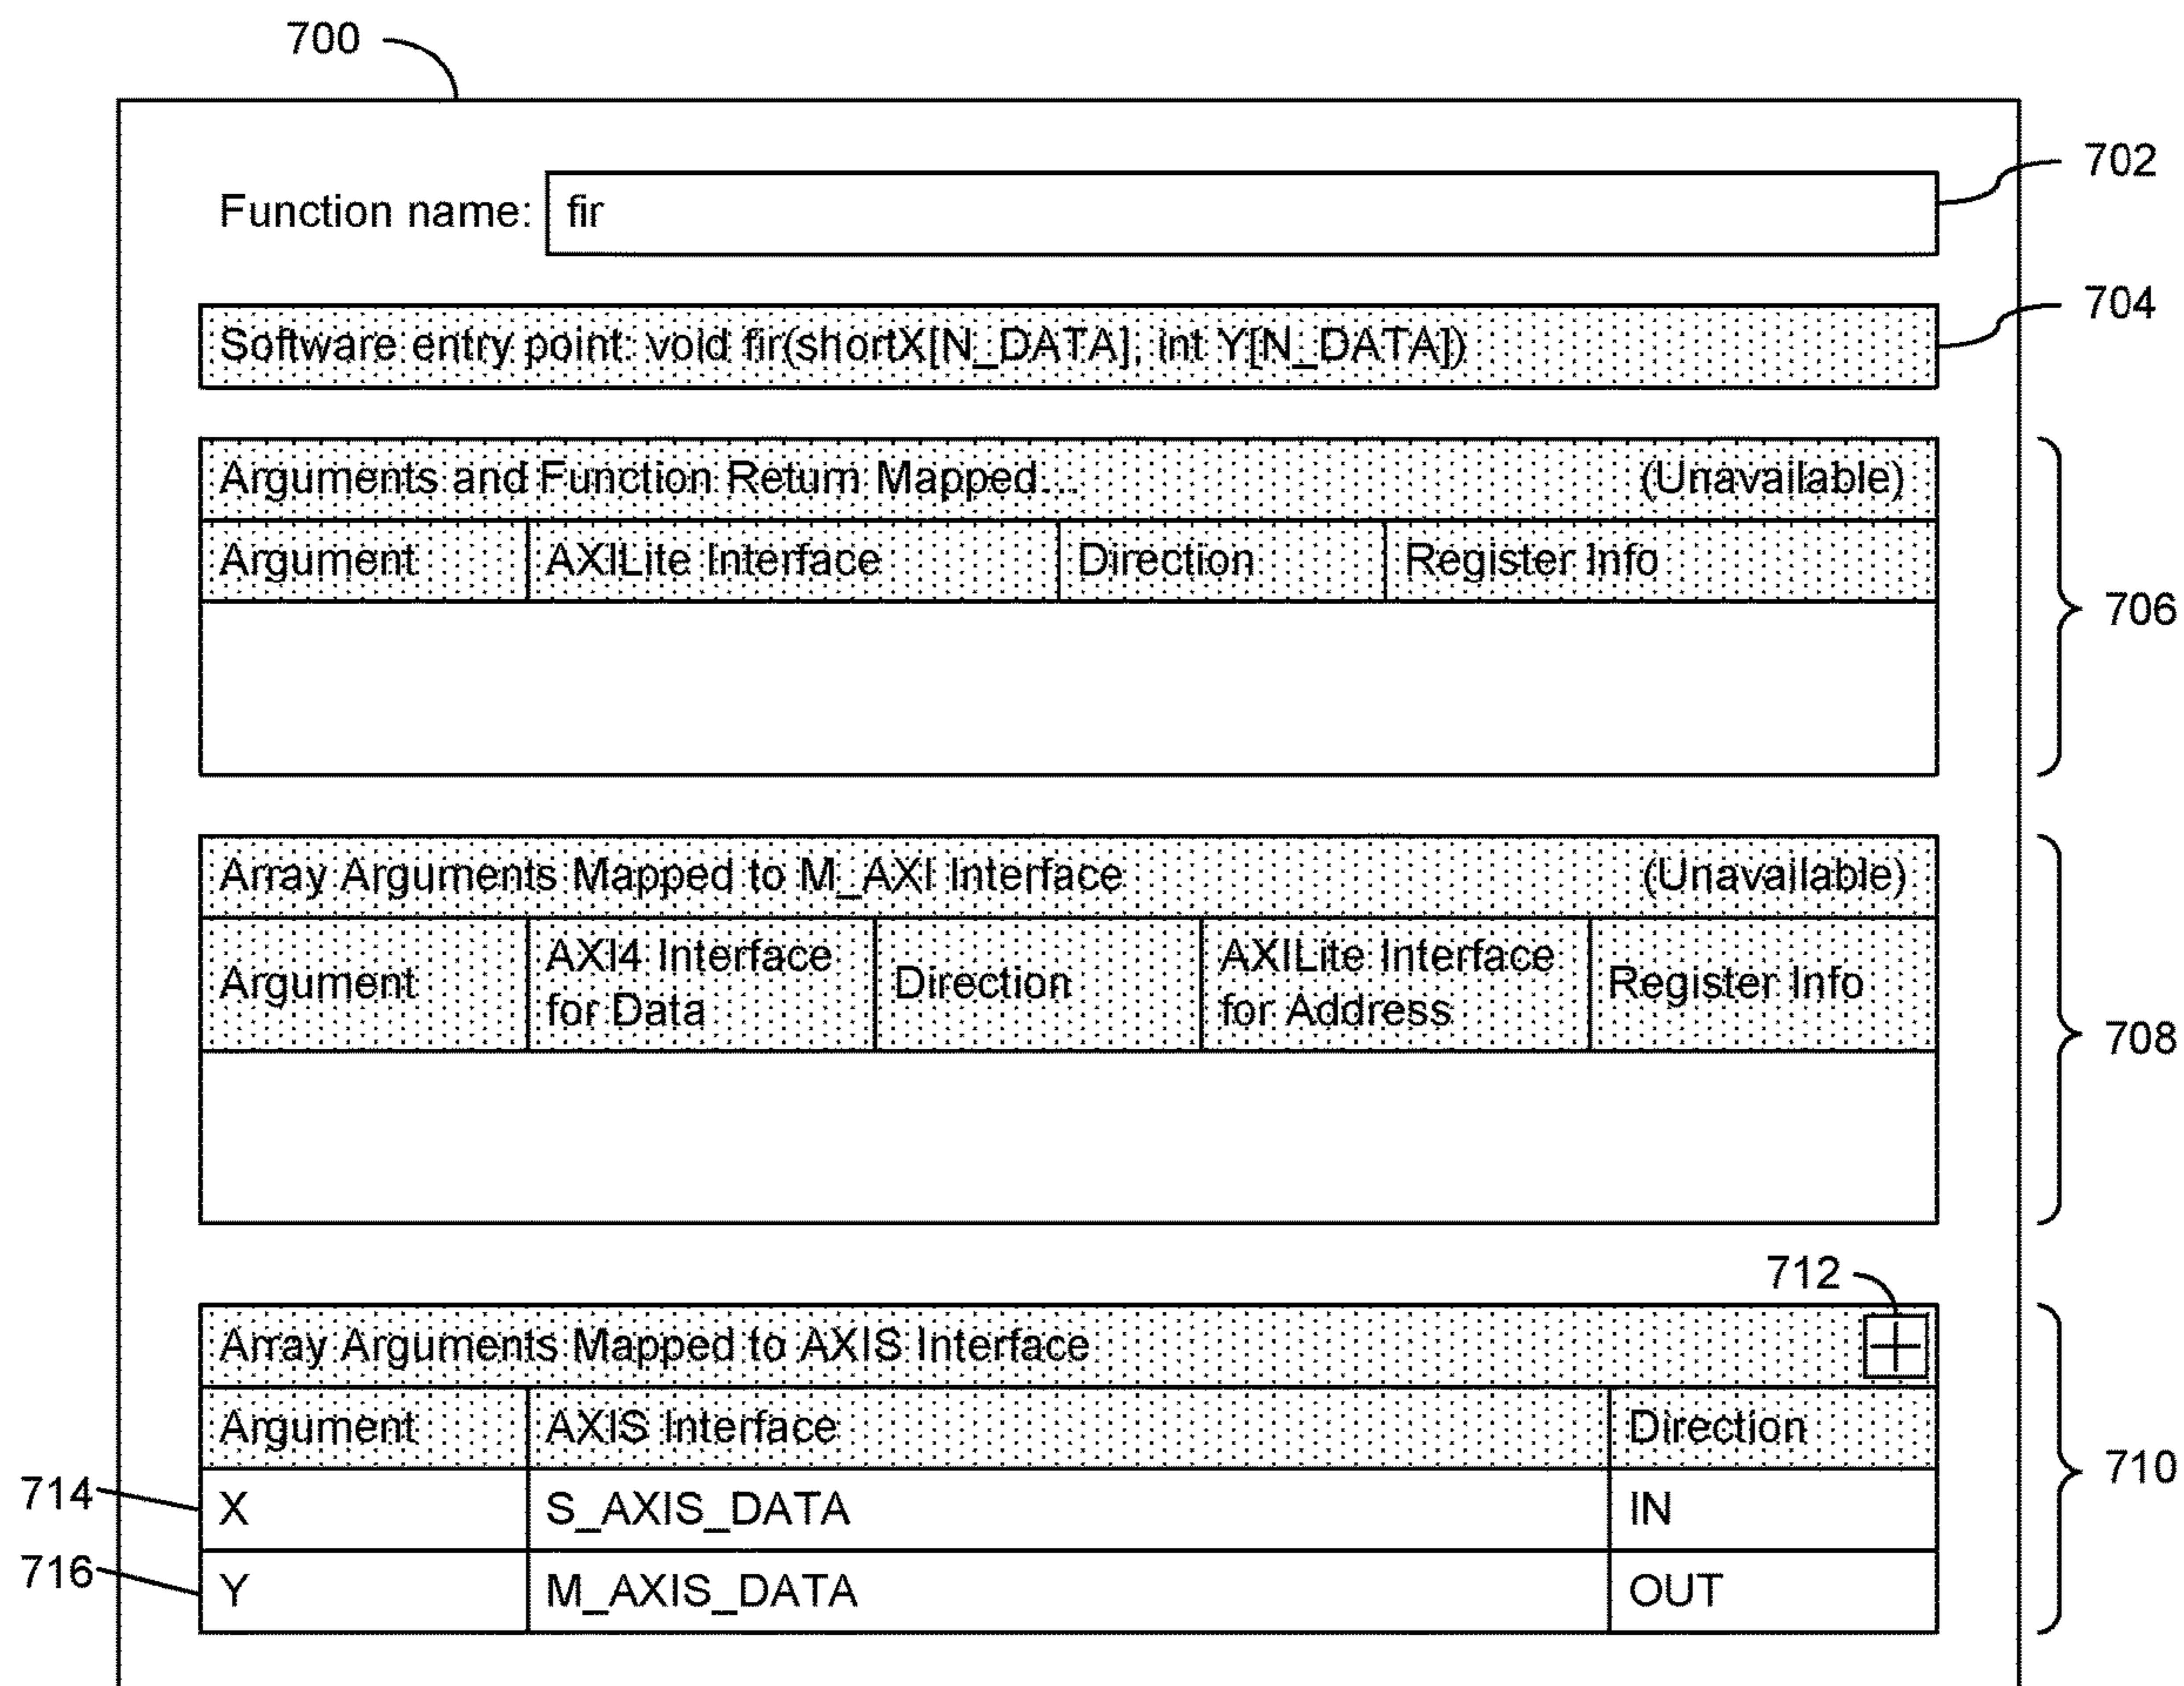 700
702
Function name: fir
704
Software entry point: void fir(shortX[N_DATA], int Y[N_DATA])
Arguments and Function Return Mapped... (Unavailable)
Argument AXILite Interface Direction Register Info
706
Array Arguments Mapped to M_AXI Interface (Unavailable)
Argument AXI4 Interface for Data Direction AXILite Interface for Address Register Info
708
712
Array Arguments Mapped to AXIS Interface +
Argument AXIS Interface Direction
710
714 X S_AXIS_DATA IN
716 Y M_AXIS_DATA OUT